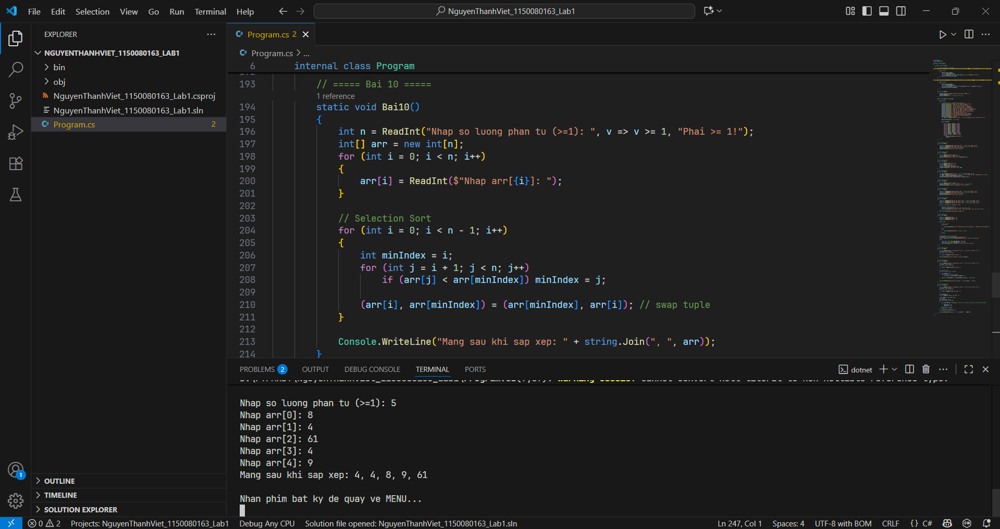 File Edit Selection View Go Run Terminal Help
NguyenThanhViet_1150080163_Lab1
EXPLORER
NGUYENTHANHVIET_1150080163_LAB1
bin
obj
NguyenThanhViet_1150080163_Lab1.csproj
NguyenThanhViet_1150080163_Lab1.sln
Program.cs 2
OUTLINE
TIMELINE
SOLUTION EXPLORER
Program.cs 2
Program.cs > ...
6 internal class Program
193 // ===== Bai 10 =====
1 reference
194 static void Bai10()
195 {
196 int n = ReadInt("Nhap so luong phan tu (>=1): ", v => v >= 1, "Phai >= 1!");
197 int[] arr = new int[n];
198 for (int i = 0; i < n; i++)
199 {
200 arr[i] = ReadInt($"Nhap arr[{i}]: ");
201 }
202
203 // Selection Sort
204 for (int i = 0; i < n - 1; i++)
205 {
206 int minIndex = i;
207 for (int j = i + 1; j < n; j++)
208 if (arr[j] < arr[minIndex]) minIndex = j;
209
210 (arr[i], arr[minIndex]) = (arr[minIndex], arr[i]); // swap tuple
211 }
212
213 Console.WriteLine("Mang sau khi sap xep: " + string.Join(", ", arr));
214 }
PROBLEMS 2 OUTPUT DEBUG CONSOLE TERMINAL PORTS
dotnet
Nhap so luong phan tu (>=1): 5
Nhap arr[0]: 8
Nhap arr[1]: 4
Nhap arr[2]: 61
Nhap arr[3]: 4
Nhap arr[4]: 9
Mang sau khi sap xep: 4, 4, 8, 9, 61
Nhan phim bat ky de quay ve MENU...
1
0 2 Projects: NguyenThanhViet_1150080163_Lab1 Debug Any CPU Solution file opened: NguyenThanhViet_1150080163_Lab1.sln Ln 247, Col 1 Spaces: 4 UTF-8 with BOM CRLF {} C#